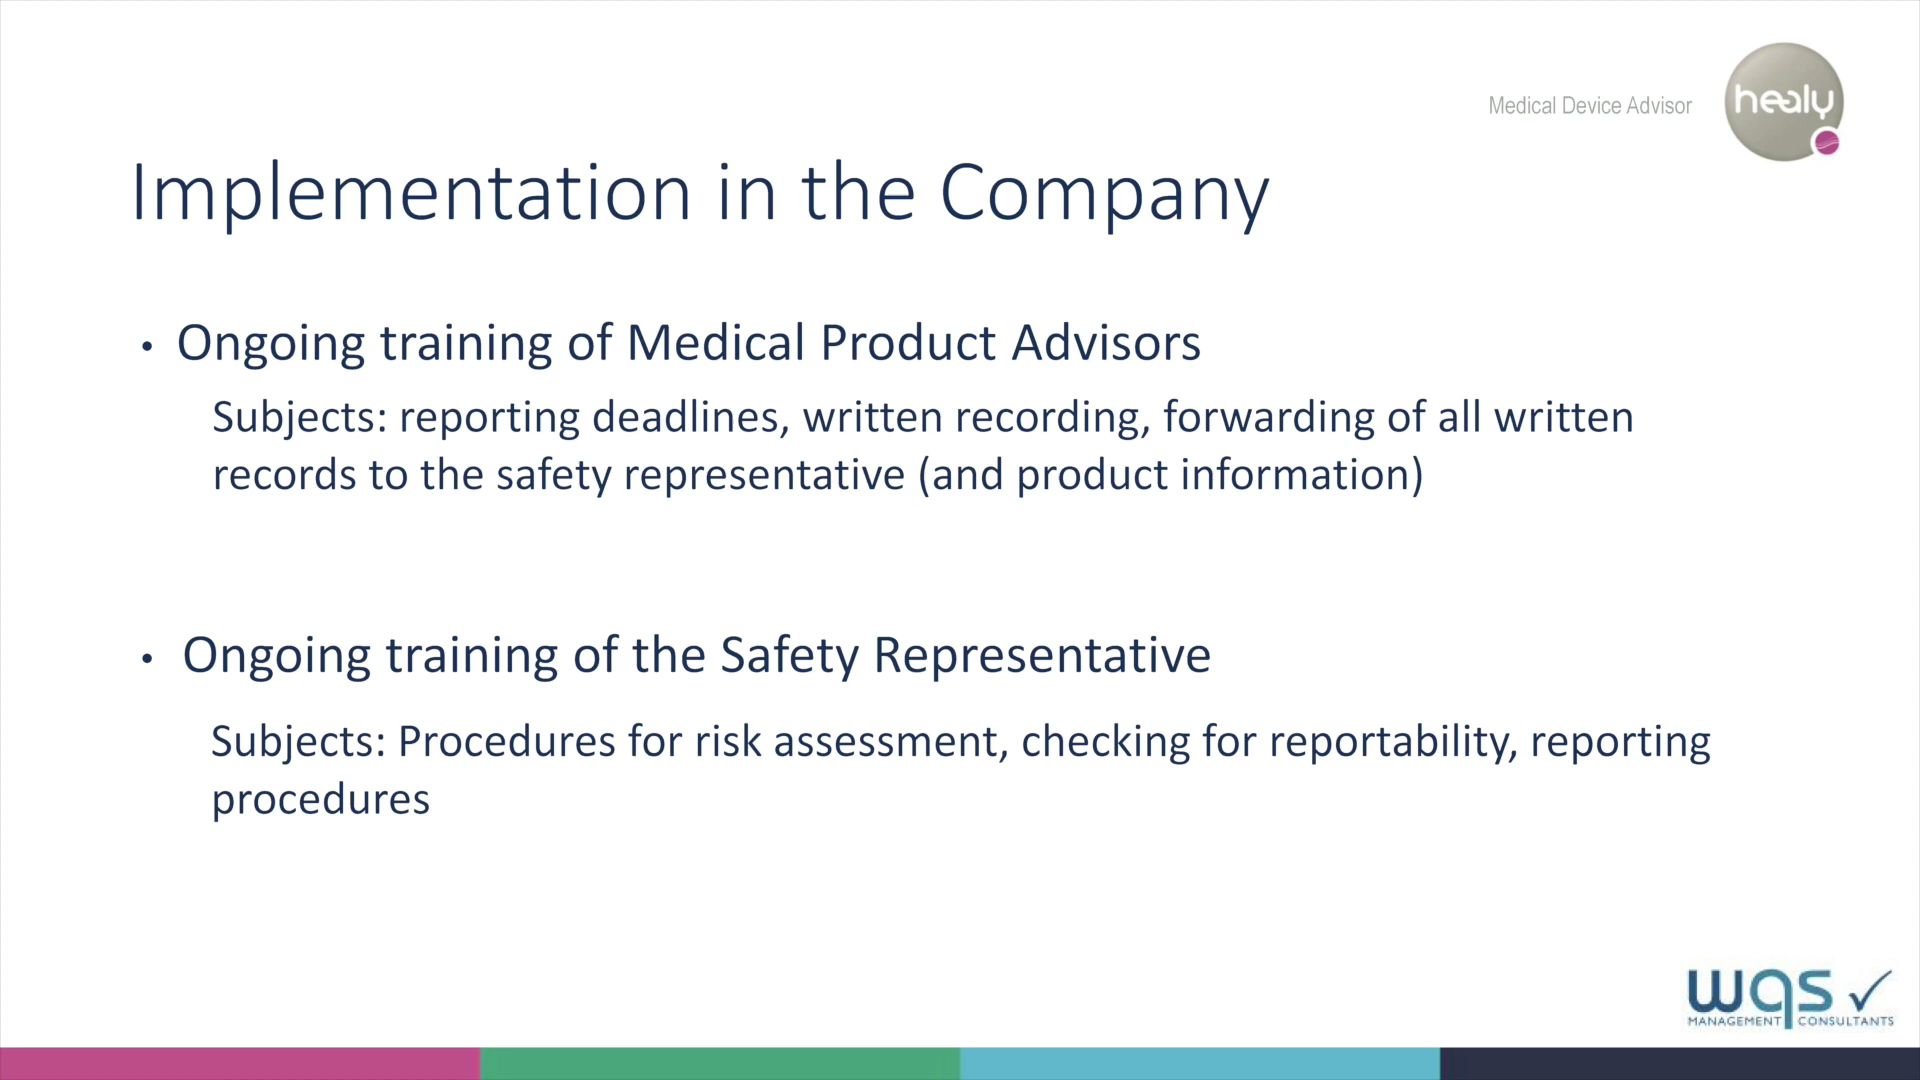 Medical Device Advisor
healy
Implementation in the Company
• Ongoing training of Medical Product Advisors
Subjects: reporting deadlines, written recording, forwarding of all written
records to the safety representative (and product information)
• Ongoing training of the Safety Representative
Subjects: Procedures for risk assessment, checking for reportability, reporting
procedures
wqs
MANAGEMENT CONSULTANTS